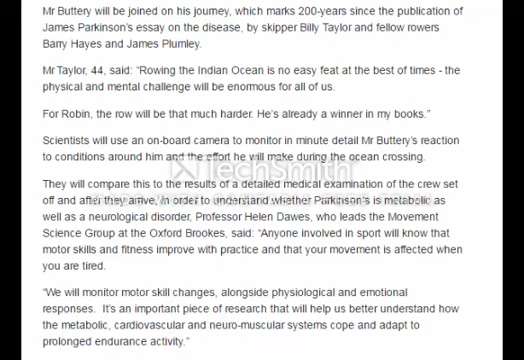 Mr Buttery will be joined on his journey, which marks 200-years since the publication of
James Parkinson's essay on the disease, by skipper Billy Taylor and fellow rowers
Barry Hayes and James Plumley.
Mr Taylor, 44, said: “Rowing the Indian Ocean is no easy feat at the best of times - the
physical and mental challenge will be enormous for all of us.
For Robin, the row will be that much harder. He's already a winner in my books.”
Scientists will use an on-board camera to monitor in minute detail Mr Buttery's reaction
to conditions around him and the effort he will make during the ocean crossing.
TechSmith
They will compare this to the results of a detailed medical examination of the crew set
off and after they arrive, in order to understand whether Parkinson's is metabolic as
well as a neurological disorder, Professor Helen Dawes, who leads the Movement
Science Group at the Oxford Brookes, said: “Anyone involved in sport will know that
motor skills and fitness improve with practice and that your movement is affected when
you are tired.
“We will monitor motor skill changes, alongside physiological and emotional
responses. It's an important piece of research that will help us better understand how
the metabolic, cardiovascular and neuro-muscular systems cope and adapt to
prolonged endurance activity.”